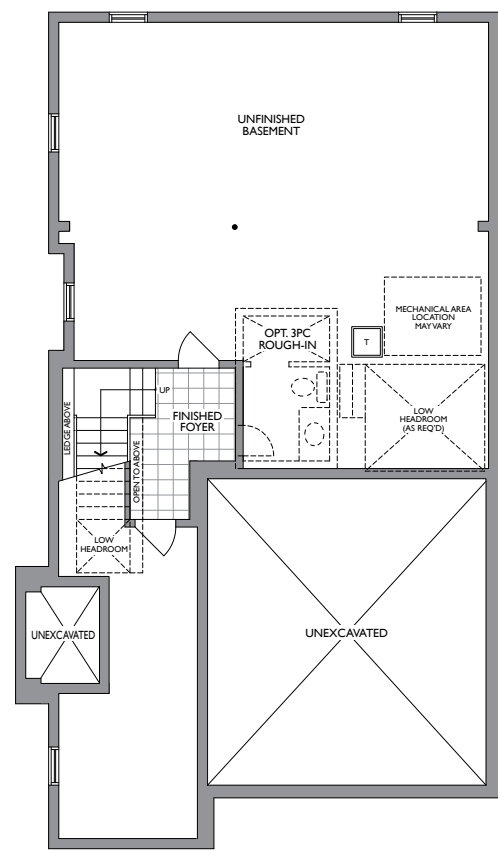 UNFINISHED
BASEMENT
MECHANICAL AREA
LOCATION
MAY VARY
OPT. 3PC
ROUGH-IN
T
UP
LEDGE ABOVE
FINISHED
FOYER
LOW
HEADROOM
(AS REQ'D)
OPEN TO ABOVE
LOW
HEADROOM
UNEXCAVATED
UNEXCAVATED